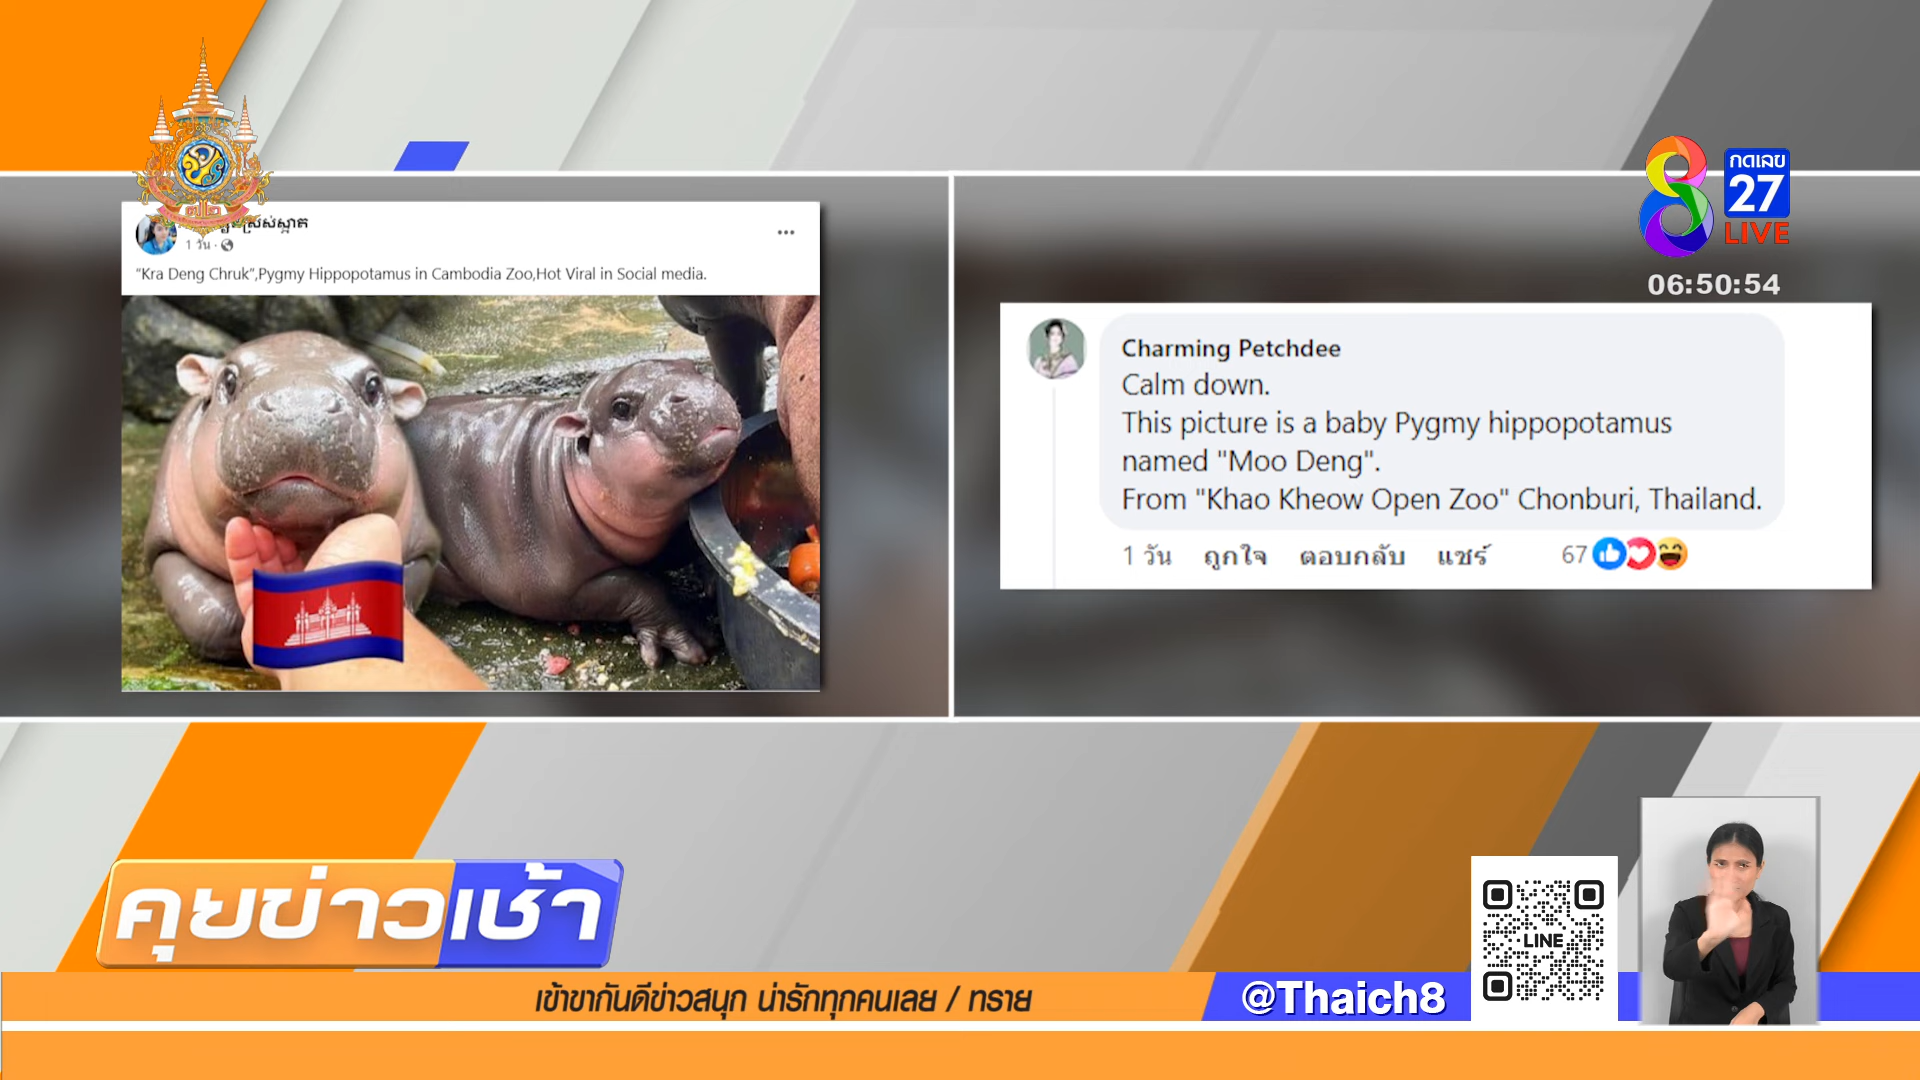 กดเลข
27
LIVE
06:50:54
1 วัน
"Kra Deng Chruk",Pygmy Hippopotamus in Cambodia Zoo,Hot Viral in Social media.
Charming Petchdee
Calm down.
This picture is a baby Pygmy hippopotamus
named "Moo Deng".
From "Khao Kheow Open Zoo" Chonburi, Thailand.
1 วัน ถูกใจ ตอบกลับ แชร์ 67
คุยข่าวเช้า
LINE
เข้าขากันดีข่าวสนุก น่ารักทุกคนเลย / ทราย
@Thaich8